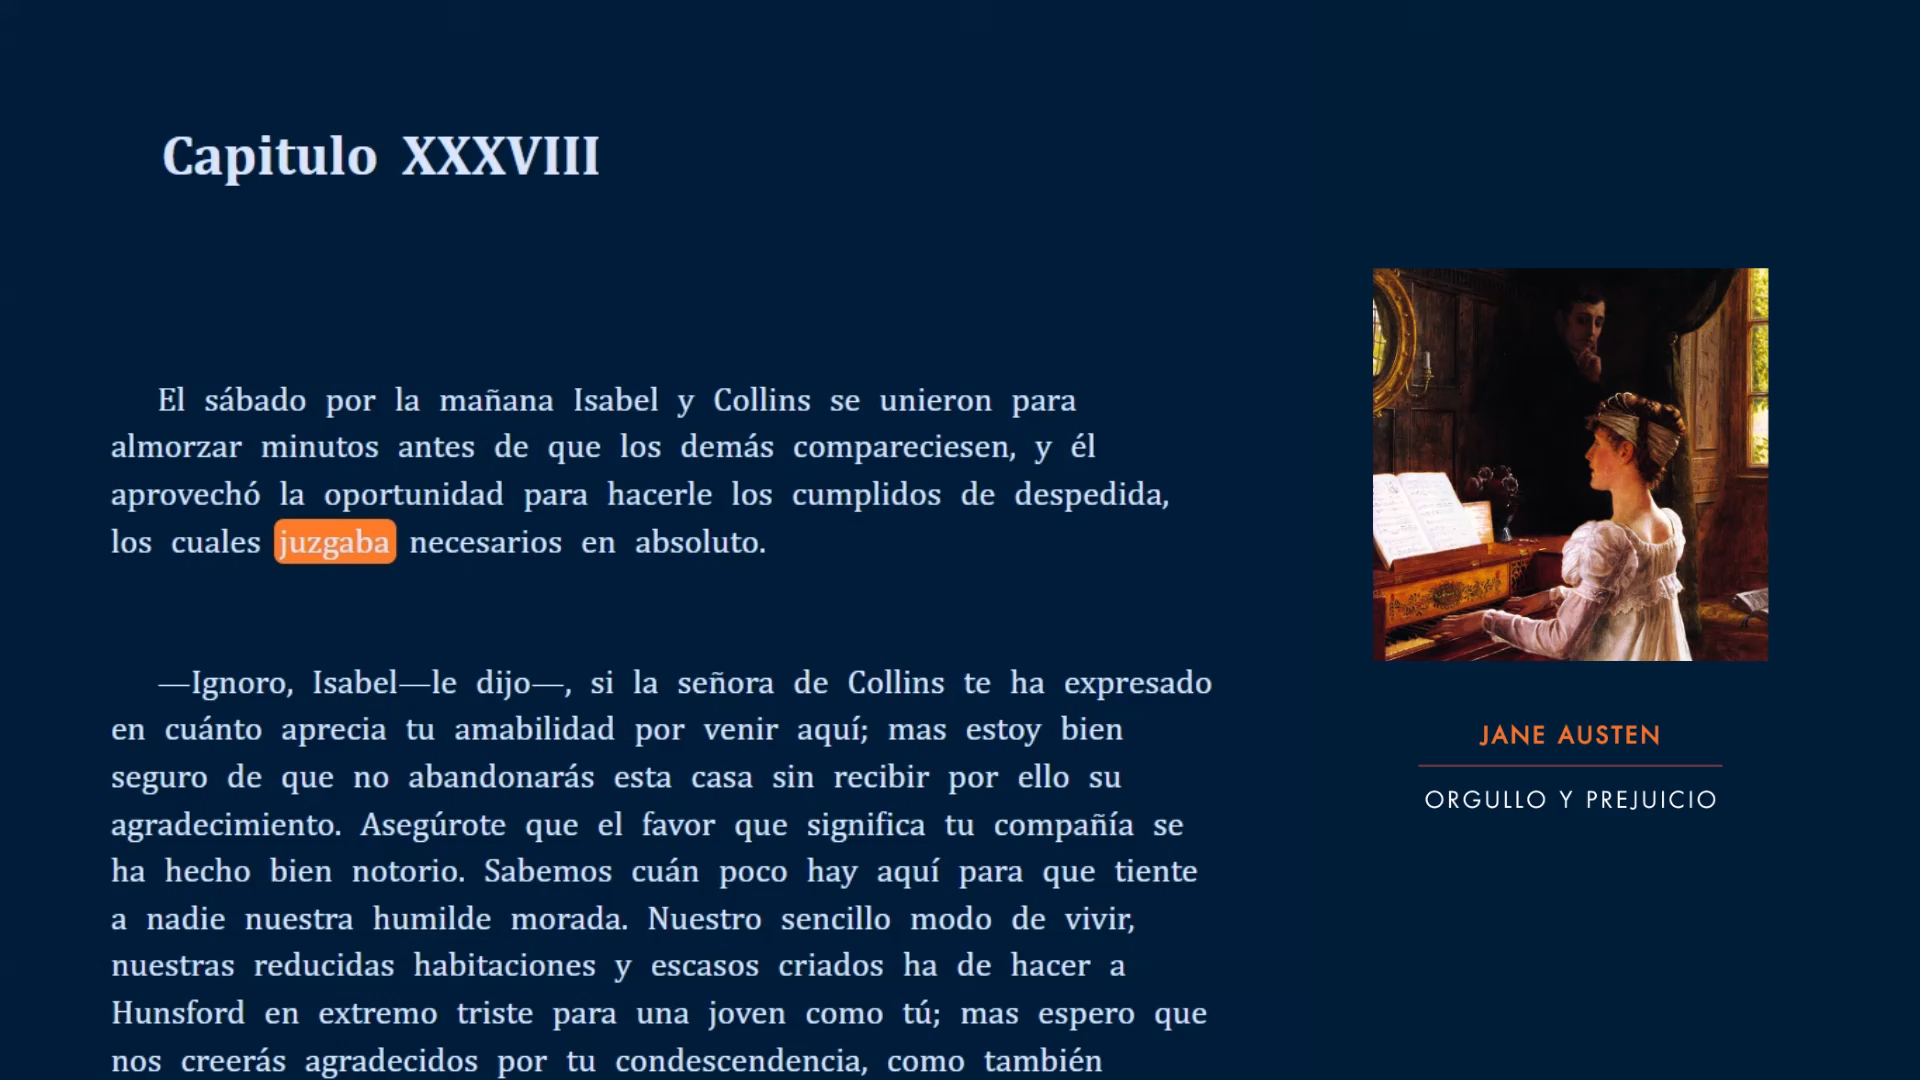 Capitulo XXXVIII
El sábado por la mañana Isabel y Collins se unieron para
almorzar minutos antes de que los demás compareciesen, y él
aprovechó la oportunidad para hacerle los cumplidos de despedida,
los cuales juzgaba necesarios en absoluto.
—Ignoro, Isabel—le dijo—, si la señora de Collins te ha expresado
en cuánto aprecia tu amabilidad por venir aquí; mas estoy bien
seguro de que no abandonarás esta casa sin recibir por ello su
agradecimiento. Asegúrote que el favor que significa tu compañía se
ha hecho bien notorio. Sabemos cuán poco hay aquí para que tiente
a nadie nuestra humilde morada. Nuestro sencillo modo de vivir,
nuestras reducidas habitaciones y escasos criados ha de hacer a
Hunsford en extremo triste para una joven como tú; mas espero que
nos creerás agradecidos por tu condescendencia, como también
JANE AUSTEN
ORGULLO Y PREJUICIO